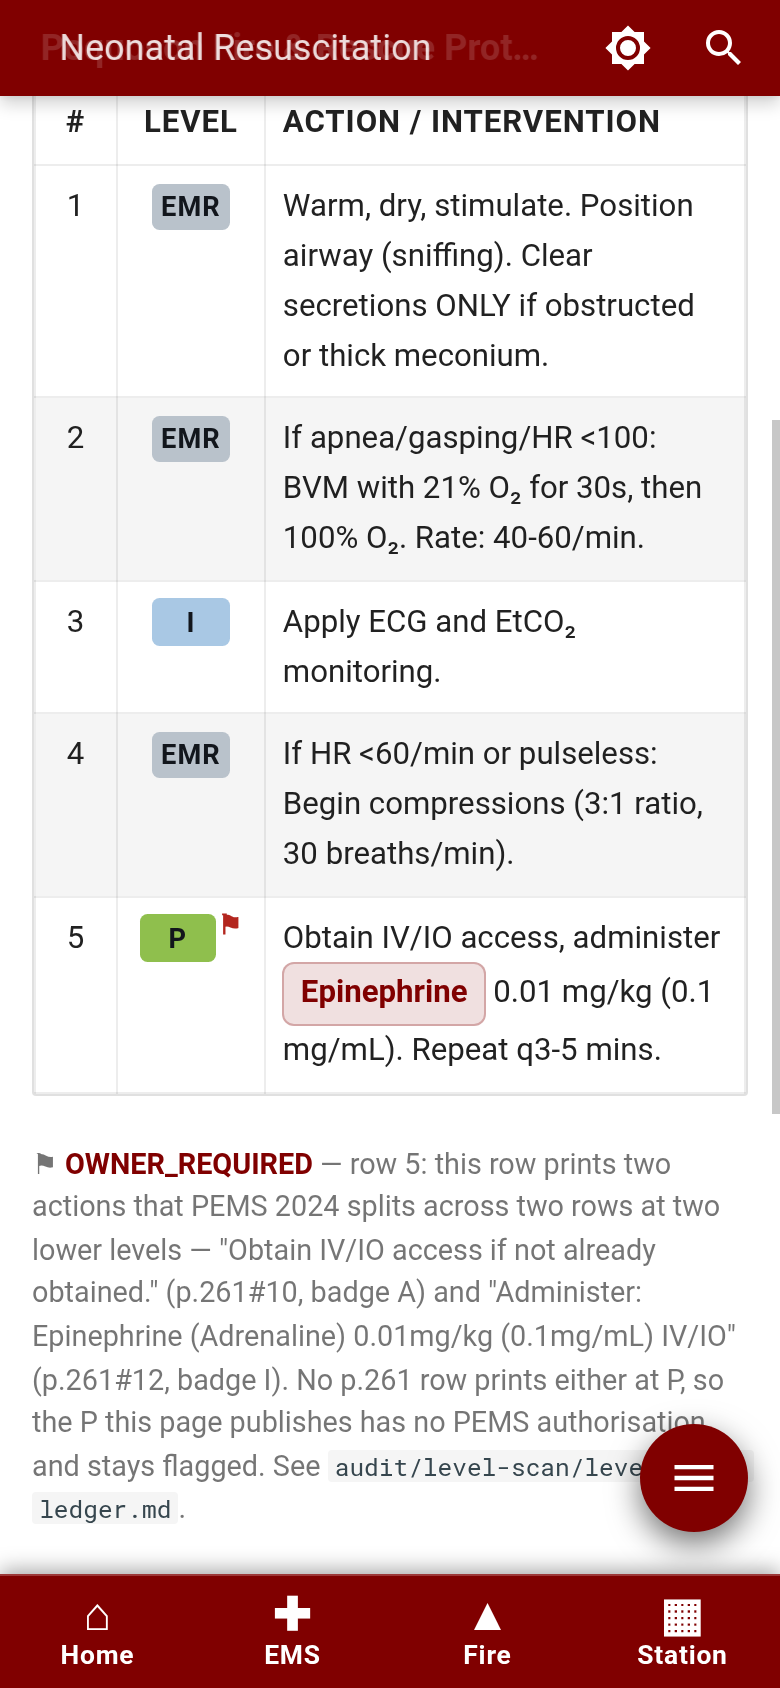 Neonatal Resuscitation
# LEVEL ACTION / INTERVENTION
1 EMR Warm, dry, stimulate. Position
airway (sniffing). Clear
secretions ONLY if obstructed
or thick meconium.
2 EMR If apnea/gasping/HR <100:
BVM with 21% O₂ for 30s, then
100% O₂. Rate: 40-60/min.
3 I Apply ECG and EtCO₂
monitoring.
4 EMR If HR <60/min or pulseless:
Begin compressions (3:1 ratio,
30 breaths/min).
5 P Obtain IV/IO access, administer
Epinephrine 0.01 mg/kg (0.1
mg/mL). Repeat q3-5 mins.
OWNER_REQUIRED — row 5: this row prints two
actions that PEMS 2024 splits across two rows at two
lower levels — "Obtain IV/IO access if not already
obtained." (p.261#10, badge A) and "Administer:
Epinephrine (Adrenaline) 0.01mg/kg (0.1mg/mL) IV/IO"
(p.261#12, badge I). No p.261 row prints either at P, so
the P this page publishes has no PEMS authorisation
and stays flagged. See audit/level-scan/leve
ledger.md.
Home EMS Fire Station